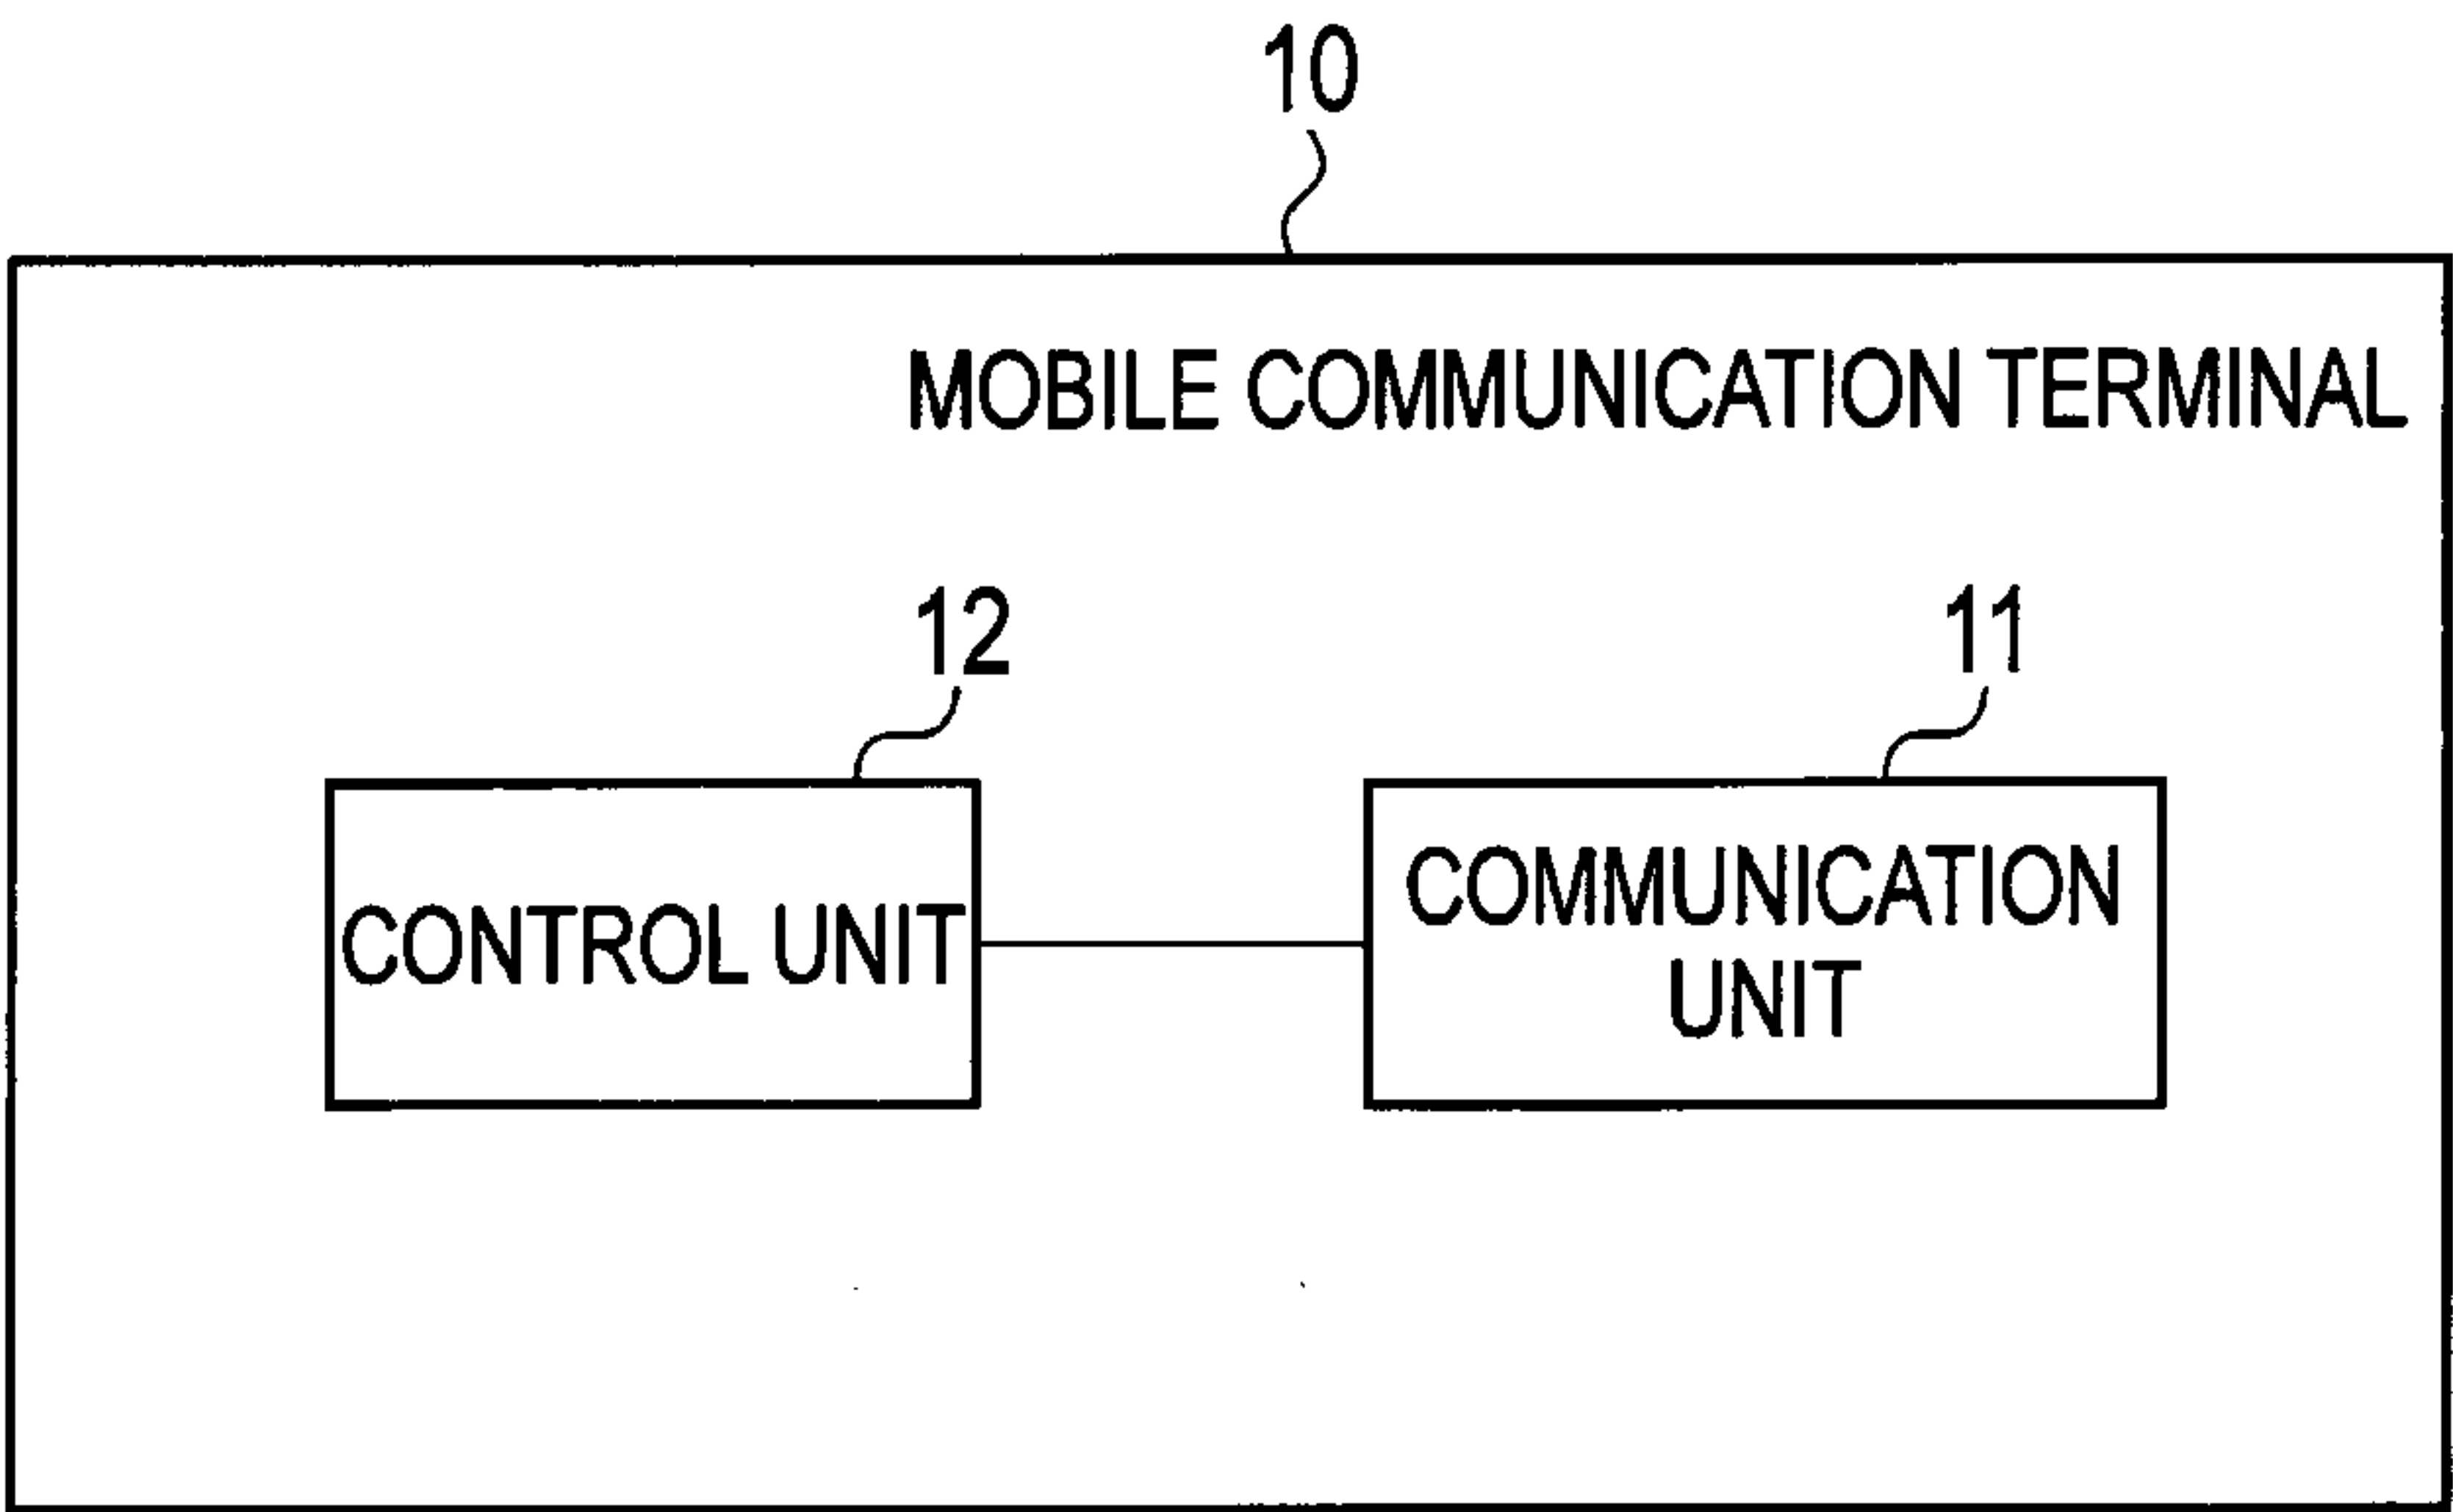 10
MOBILE COMMUNICATION TERMINAL
12
11
CONTROL UNIT
COMMUNICATION
UNIT